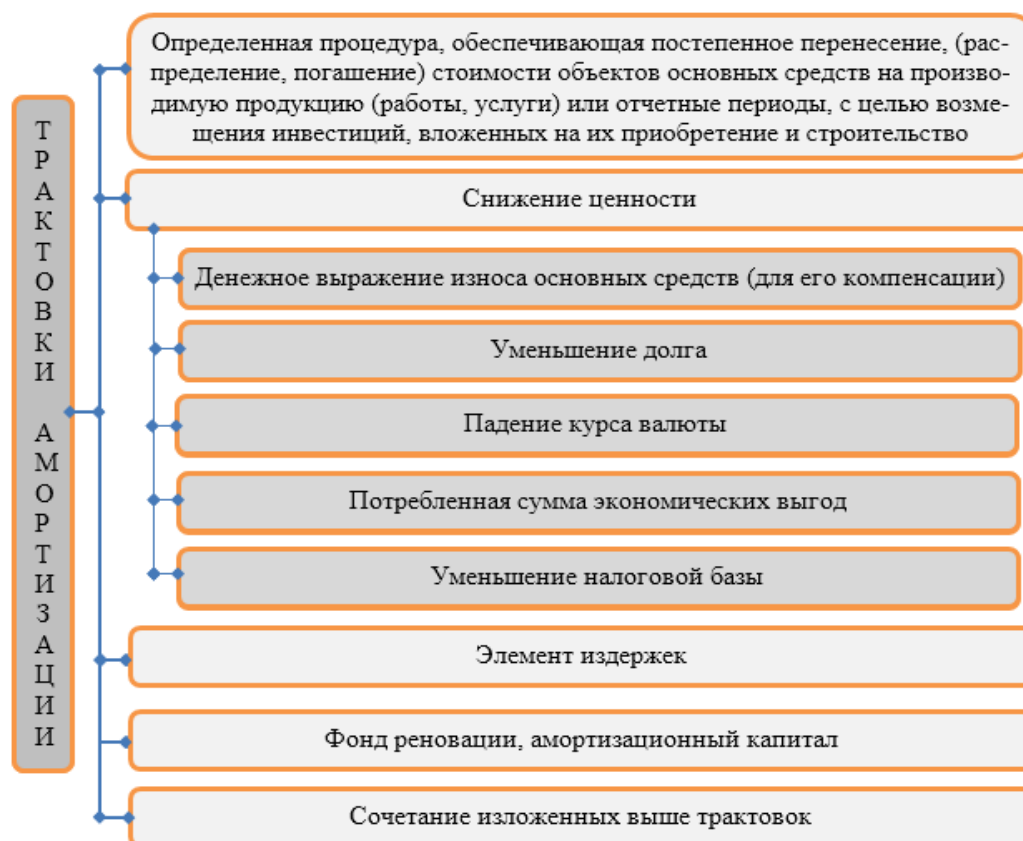 ТРАКТОВКИ АМОРТИЗАЦИИ
Определенная процедура, обеспечивающая постепенное перенесение, (рас-
пределение, погашение) стоимости объектов основных средств на произво-
димую продукцию (работы, услуги) или отчетные периоды, с целью возме-
щения инвестиций, вложенных на их приобретение и строительство
Снижение ценности
Денежное выражение износа основных средств (для его компенсации)
Уменьшение долга
Падение курса валюты
Потребленная сумма экономических выгод
Уменьшение налоговой базы
Элемент издержек
Фонд реновации, амортизационный капитал
Сочетание изложенных выше трактовок